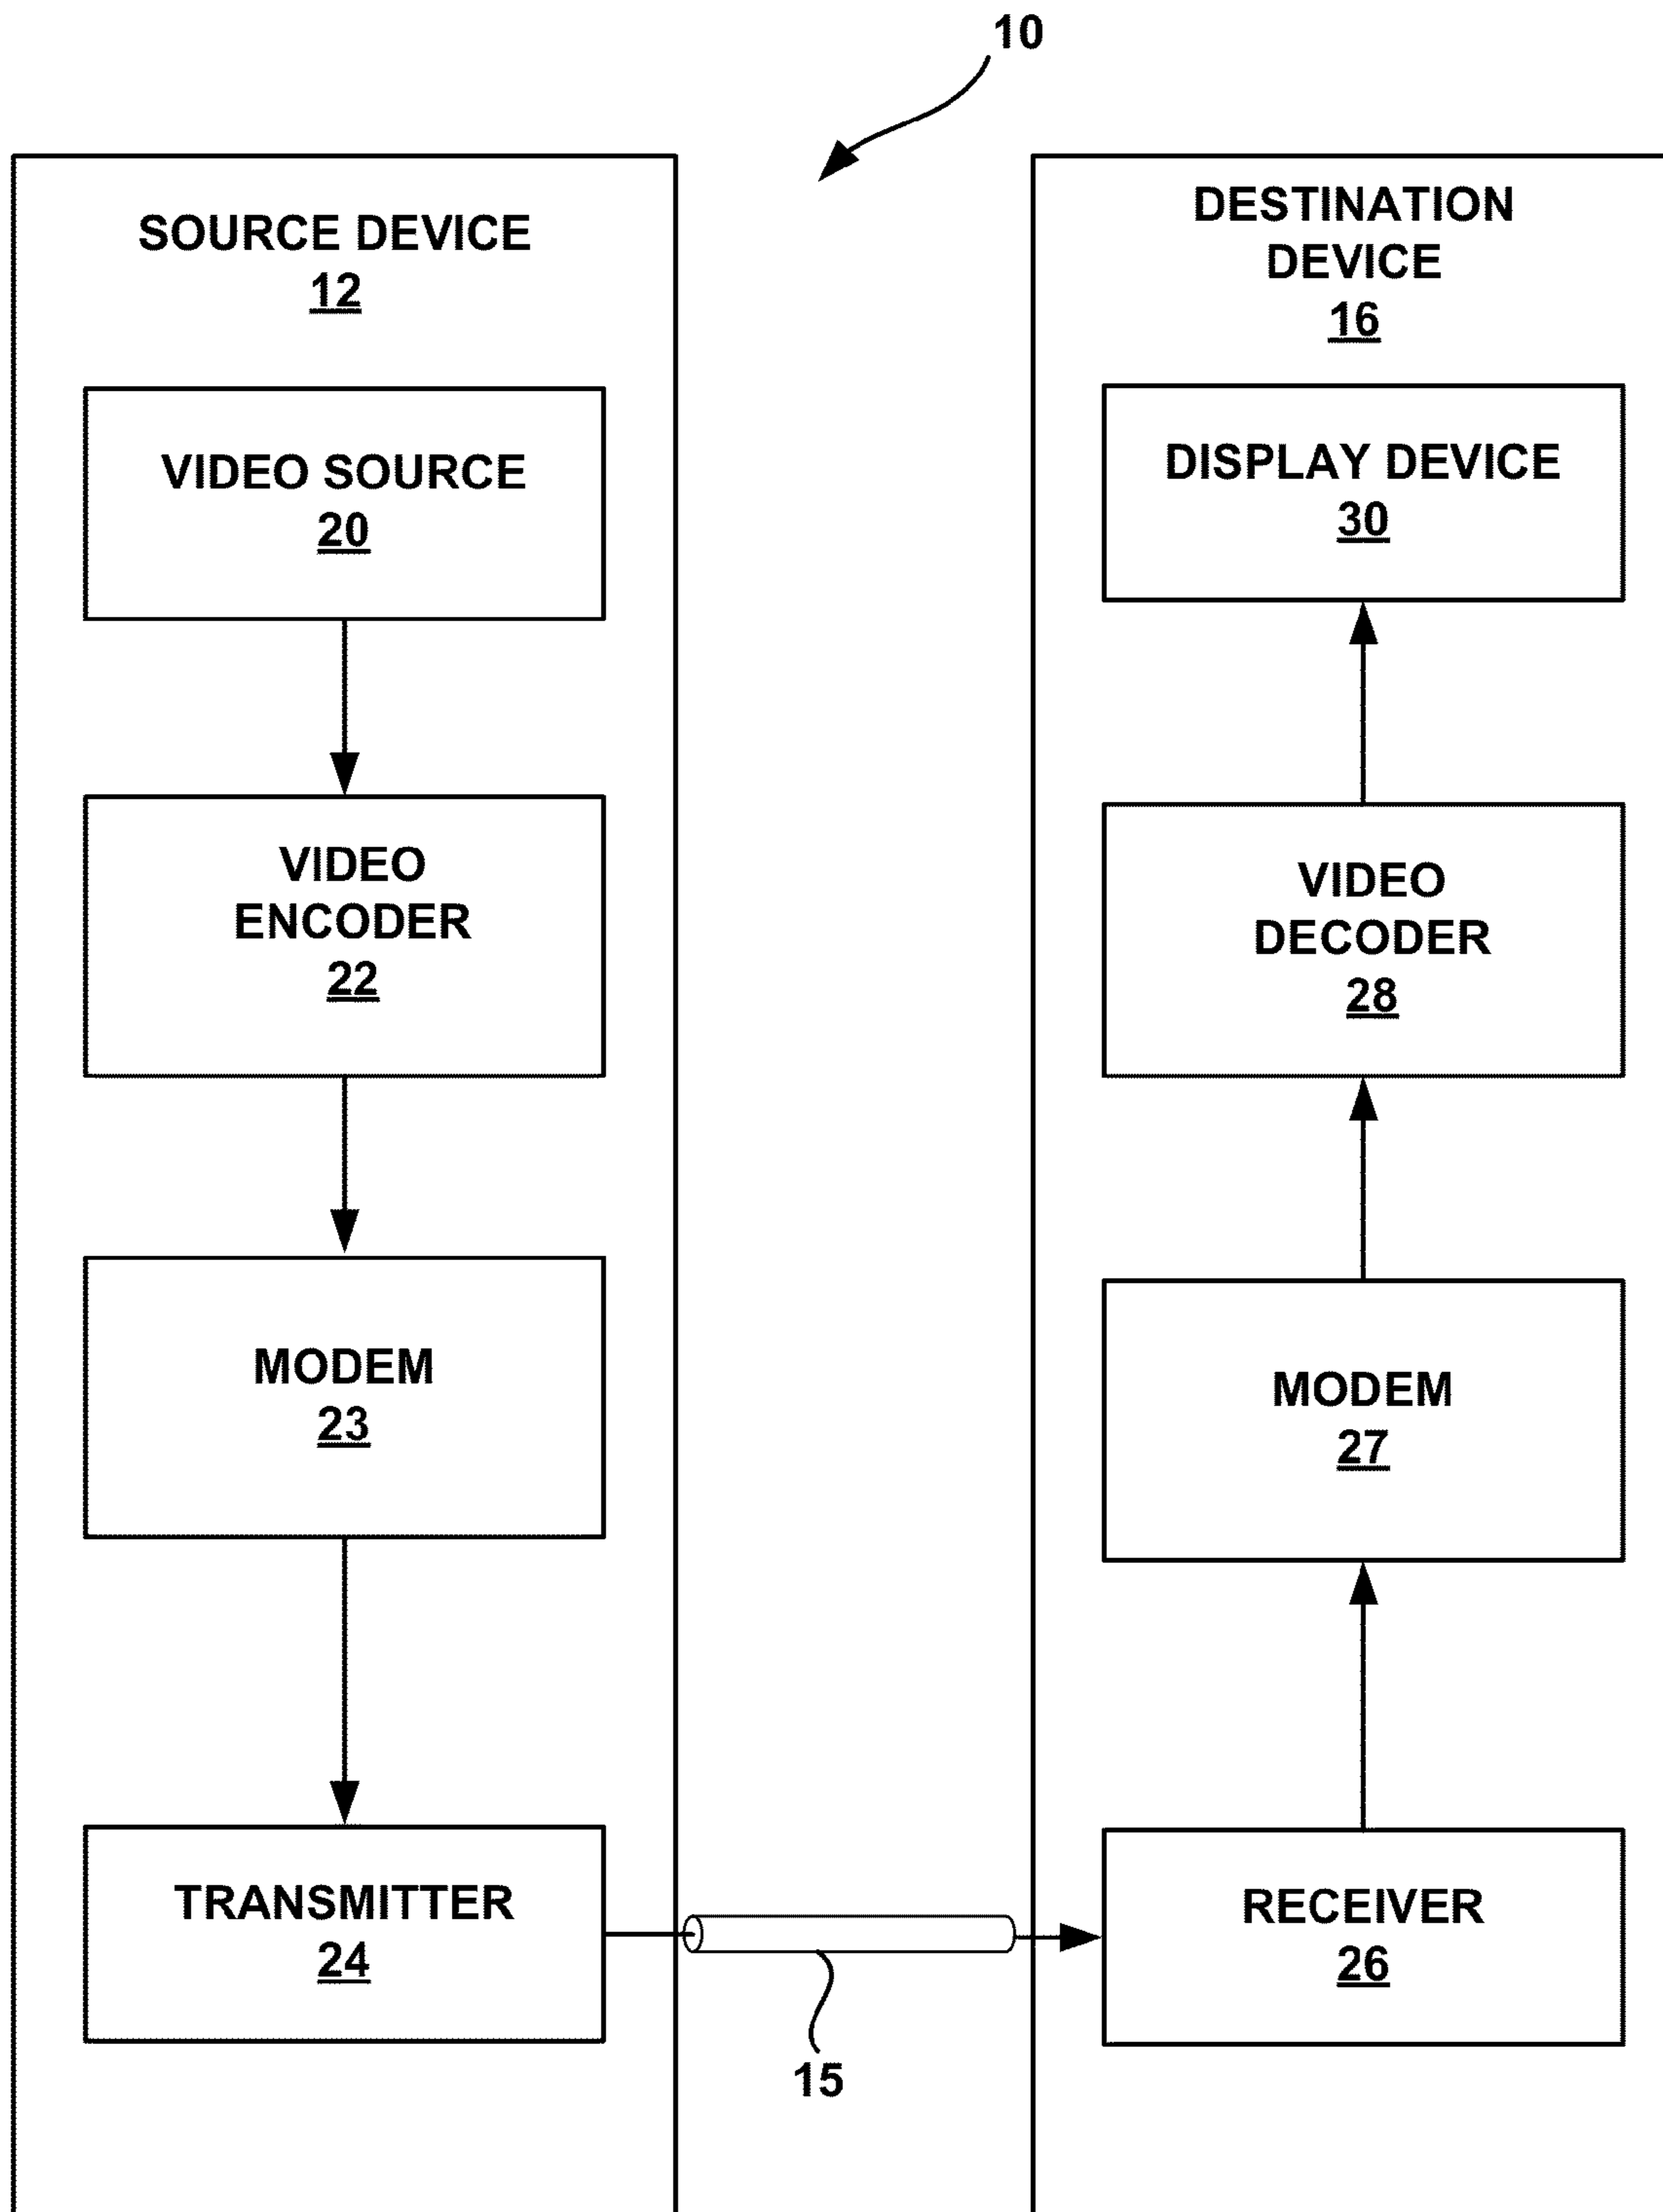 10
SOURCE DEVICE
12
VIDEO SOURCE
20
VIDEO
ENCODER
22
MODEM
23
TRANSMITTER
24
15
DESTINATION
DEVICE
16
DISPLAY DEVICE
30
VIDEO
DECODER
28
MODEM
27
RECEIVER
26